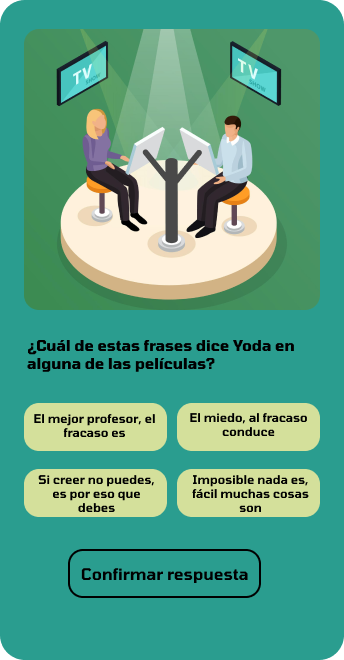 TV
SHOW
TV
SHOW
¿Cuál de estas frases dice Yoda en
alguna de las películas?
El mejor profesor, el
fracaso es
El miedo, al fracaso
conduce
Si creer no puedes,
es por eso que
debes
Imposible nada es,
fácil muchas cosas
son
Confirmar respuesta